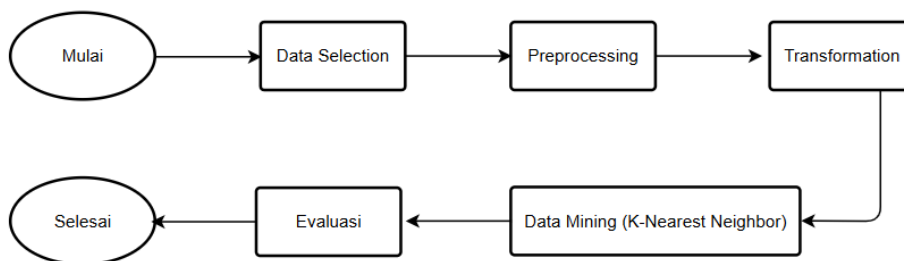 Mulai
Data Selection
Preprocessing
Transformation
Data Mining (K-Nearest Neighbor)
Evaluasi
Selesai